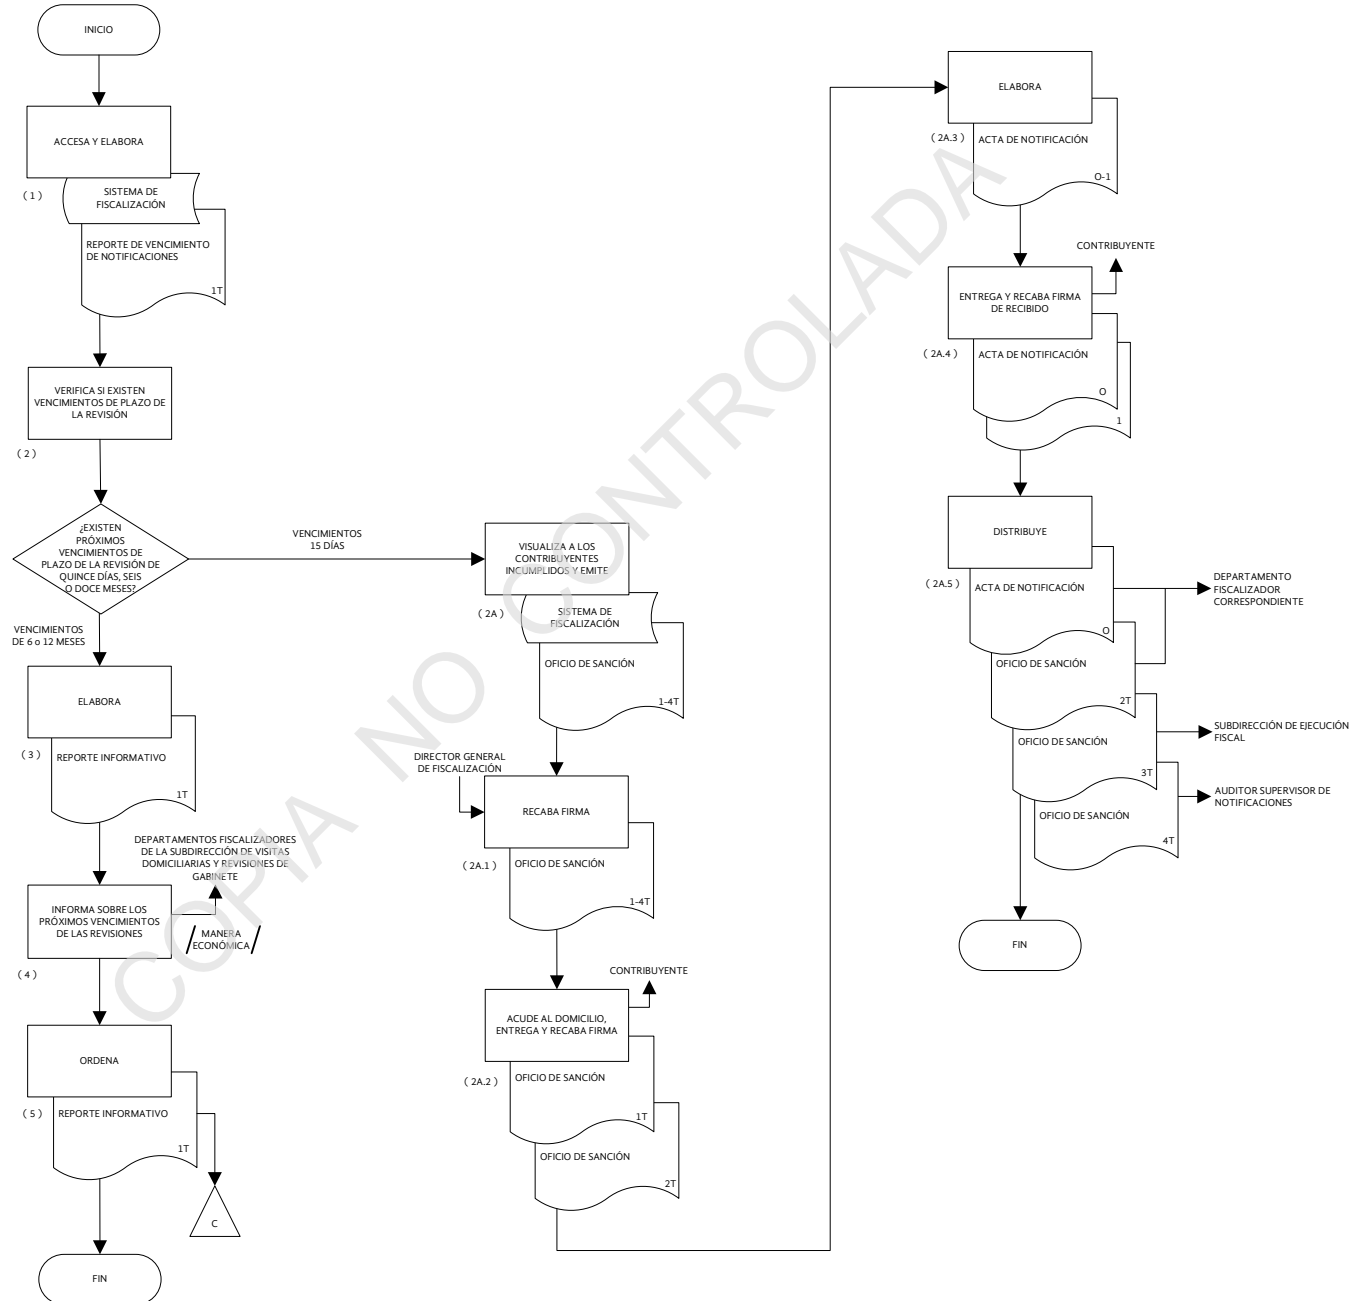 INICIO
ACCESA Y ELABORA
( 1 )
SISTEMA DE
FISCALIZACIÓN
REPORTE DE VENCIMIENTO
DE NOTIFICACIONES
1T
VERIFICA SI EXISTEN
VENCIMIENTOS DE PLAZO DE
LA REVISIÓN
( 2 )
¿EXISTEN
PRÓXIMOS
VENCIMIENTOS DE
PLAZO DE LA REVISIÓN DE
QUINCE DÍAS, SEIS
O DOCE MESES?
VENCIMIENTOS
DE 6 o 12 MESES
ELABORA
( 3 )
REPORTE INFORMATIVO
1T
DEPARTAMENTOS FISCALIZADORES
DE LA SUBDIRECCIÓN DE VISITAS
DOMICILIARIAS Y REVISIONES DE
GABINETE
INFORMA SOBRE LOS
PRÓXIMOS VENCIMIENTOS
DE LAS REVISIONES
MANERA
ECONÓMICA
( 4 )
ORDENA
( 5 )
REPORTE INFORMATIVO
1T
C
FIN
VENCIMIENTOS
15 DÍAS
VISUALIZA A LOS
CONTRIBUYENTES
INCUMPLIDOS Y EMITE
( 2A )
SISTEMA DE
FISCALIZACIÓN
OFICIO DE SANCIÓN
1-4T
DIRECTOR GENERAL
DE FISCALIZACIÓN
RECABA FIRMA
( 2A.1 )
OFICIO DE SANCIÓN
1-4T
CONTRIBUYENTE
ACUDE AL DOMICILIO,
ENTREGA Y RECABA FIRMA
( 2A.2 )
OFICIO DE SANCIÓN
1T
OFICIO DE SANCIÓN
2T
ELABORA
( 2A.3 )
ACTA DE NOTIFICACIÓN
O-1
CONTRIBUYENTE
ENTREGA Y RECABA FIRMA
DE RECIBIDO
( 2A.4 )
ACTA DE NOTIFICACIÓN
O
1
DISTRIBUYE
( 2A.5 )
ACTA DE NOTIFICACIÓN
O
DEPARTAMENTO
FISCALIZADOR
CORRESPONDIENTE
OFICIO DE SANCIÓN
2T
SUBDIRECCIÓN DE EJECUCIÓN
FISCAL
OFICIO DE SANCIÓN
3T
AUDITOR SUPERVISOR DE
NOTIFICACIONES
OFICIO DE SANCIÓN
4T
FIN
COPIA NO CONTROLADA